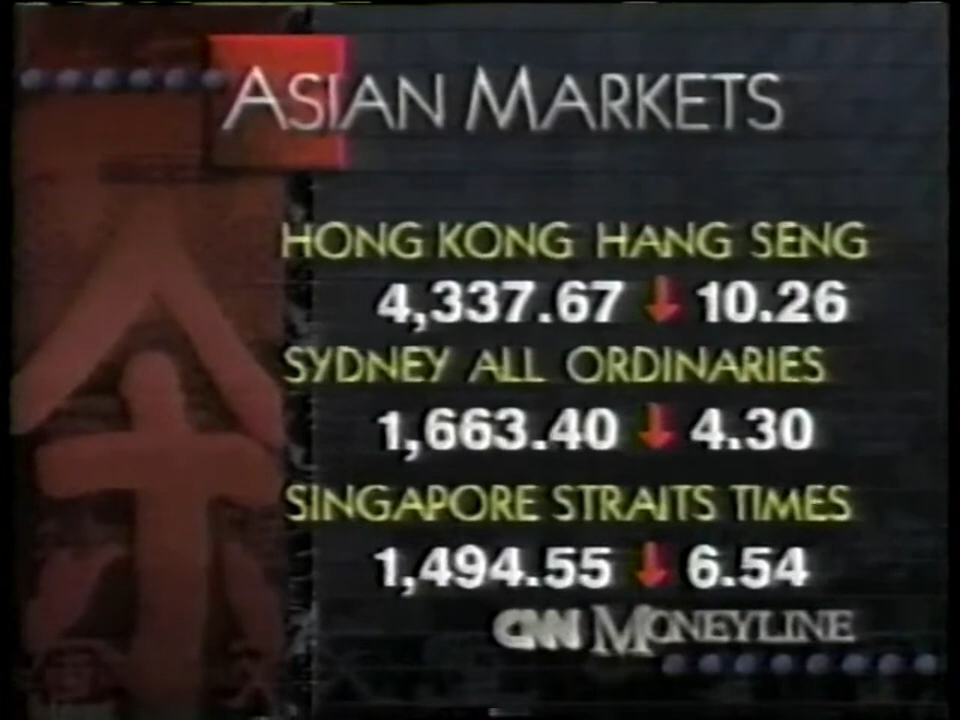 ASIAN MARKETS
HONG KONG HANG SENG
4,337.67 ↓ 10.26
SYDNEY ALL ORDINARIES
1,663.40 ↓ 4.30
SINGAPORE STRAITS TIMES
1,494.55 ↓ 6.54
CNN MONEYLINE